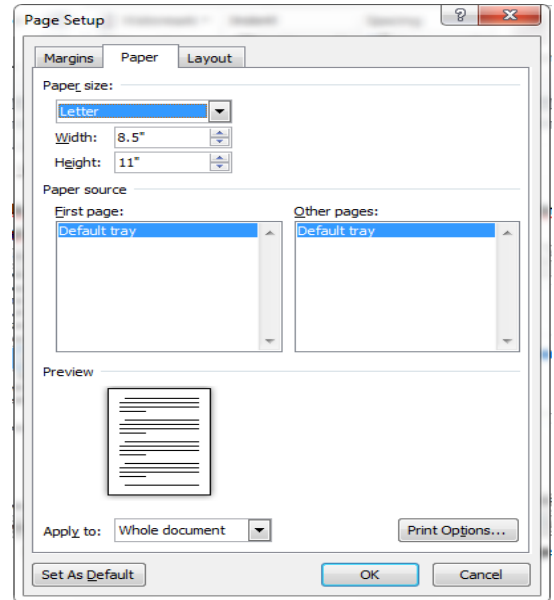 Page Setup
Margins Paper Layout
Paper size:
Letter
Width: 8.5"
Height: 11"
Paper source
First page: Other pages:
Default tray Default tray
Preview
Apply to: Whole document Print Options...
Set As Default OK Cancel